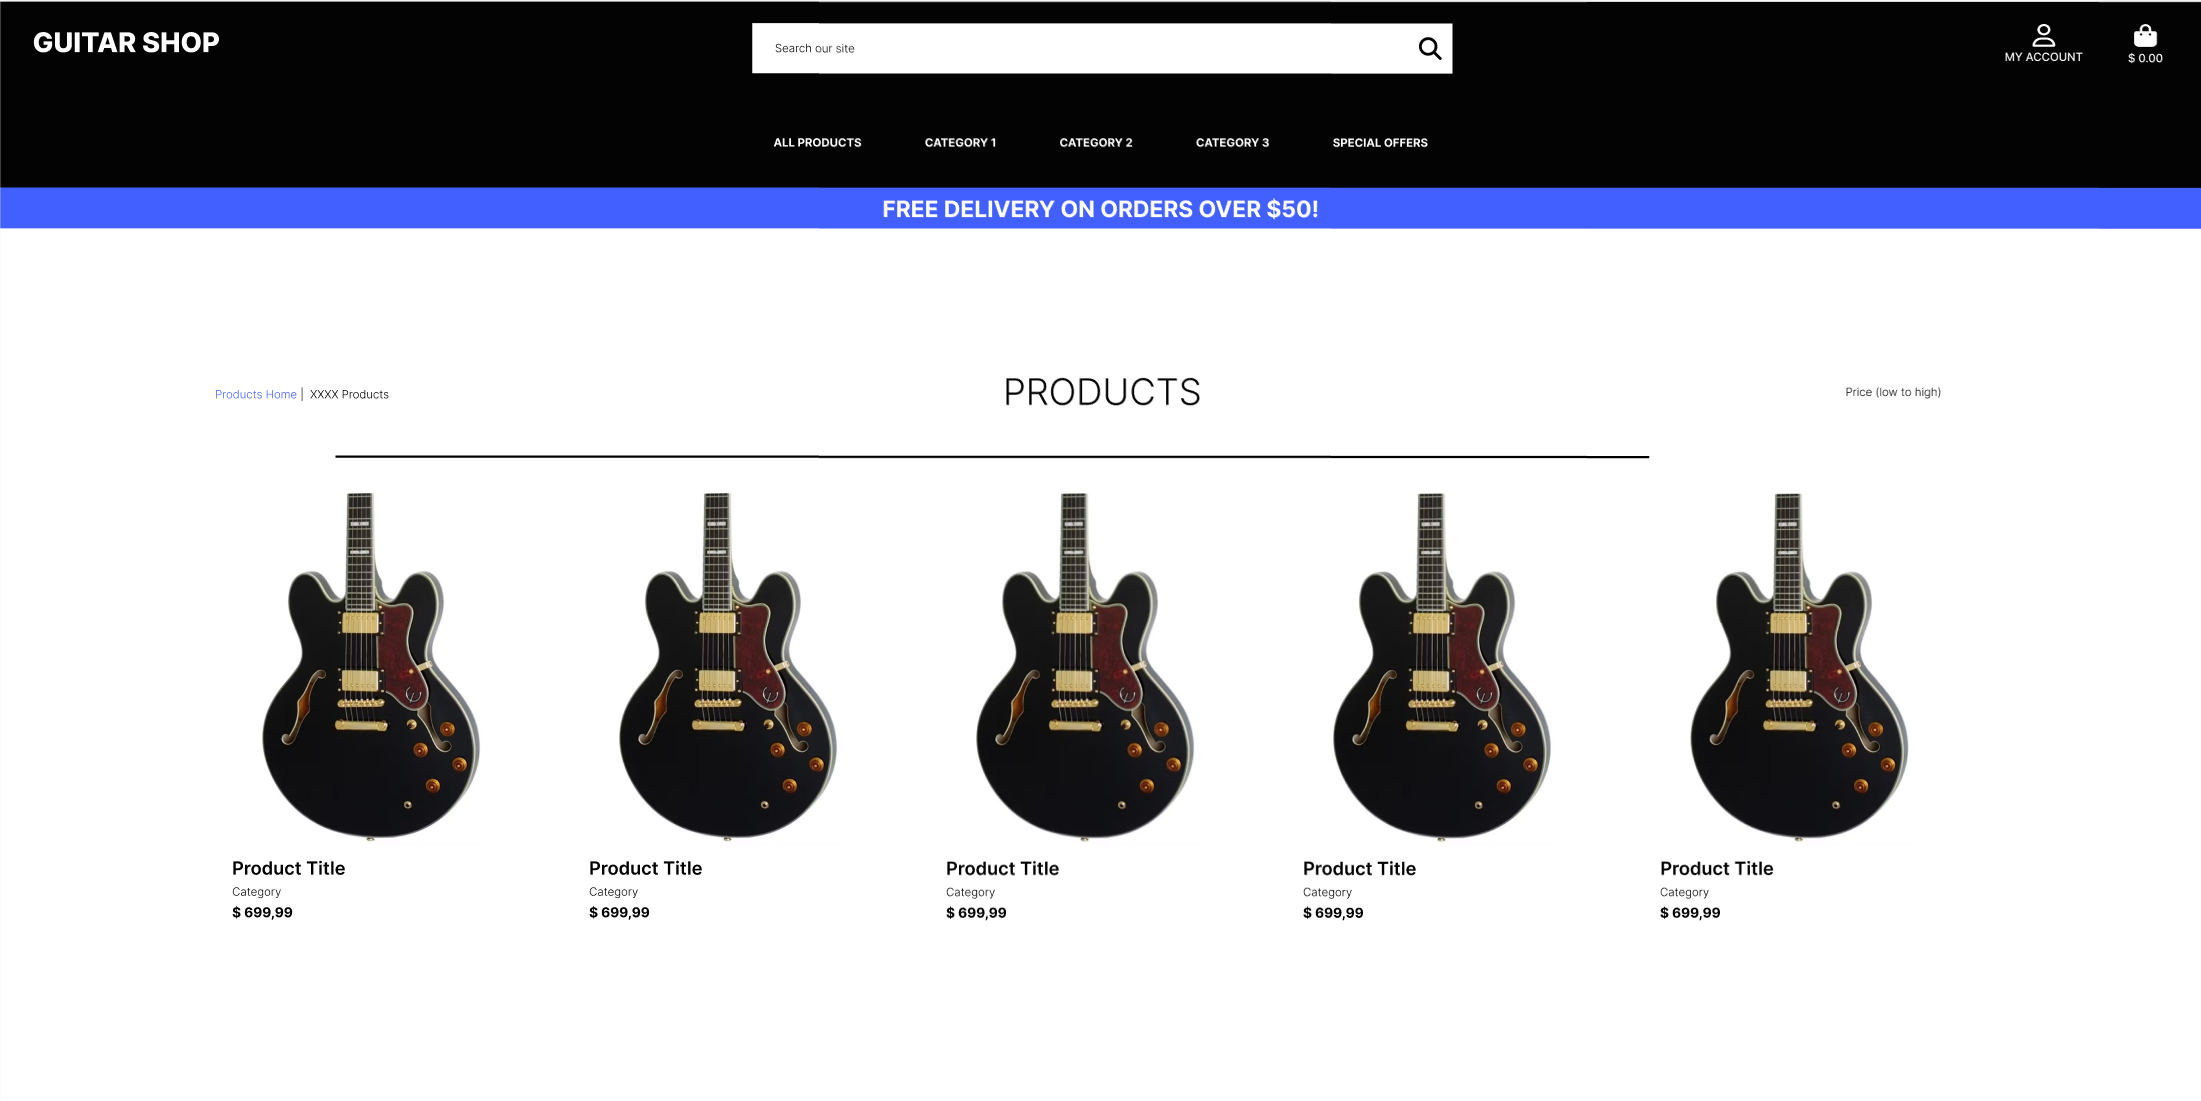 GUITAR SHOP
Search our site
MY ACCOUNT
$ 0.00
ALL PRODUCTS CATEGORY 1 CATEGORY 2 CATEGORY 3 SPECIAL OFFERS
FREE DELIVERY ON ORDERS OVER $50!
Products Home | XXXX Products
PRODUCTS
Price (low to high)
Product Title
Category
$ 699,99
Product Title
Category
$ 699,99
Product Title
Category
$ 699,99
Product Title
Category
$ 699,99
Product Title
Category
$ 699,99